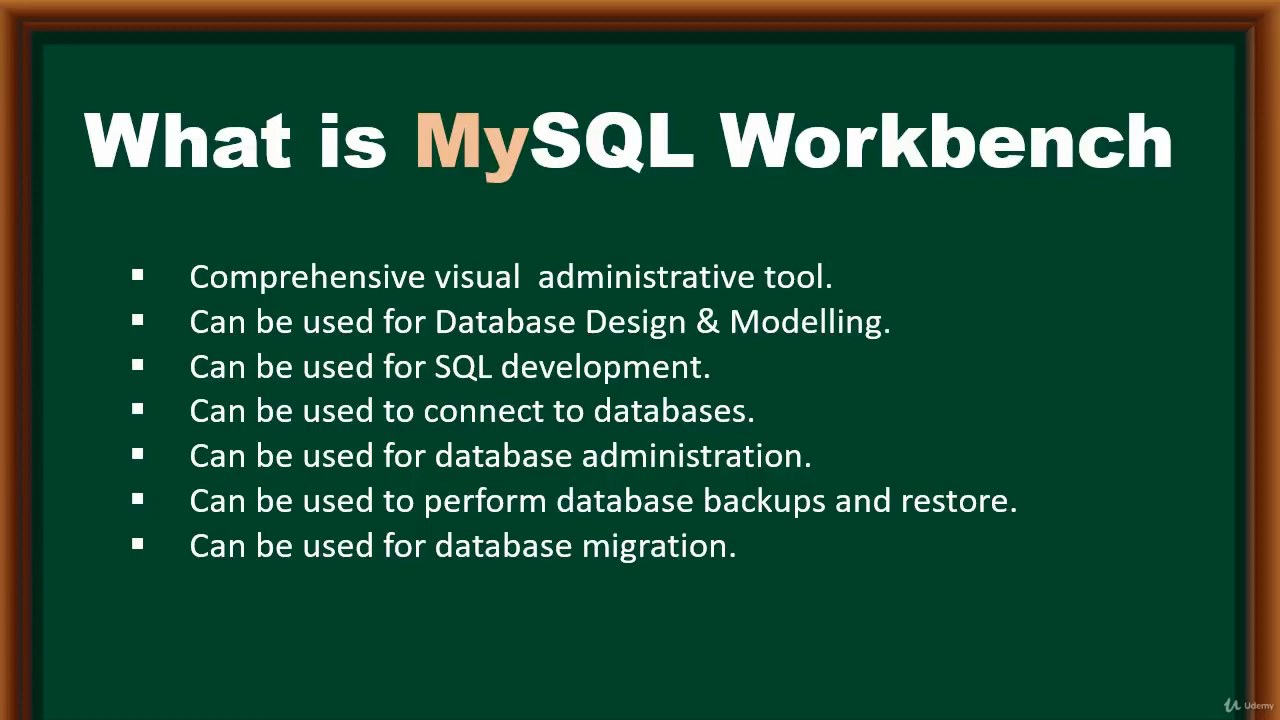 What is MySQL Workbench
▪ Comprehensive visual  administrative tool.
▪ Can be used for Database Design & Modelling.
▪ Can be used for SQL development.
▪ Can be used to connect to databases.
▪ Can be used for database administration.
▪ Can be used to perform database backups and restore.
▪ Can be used for database migration.
Udemy